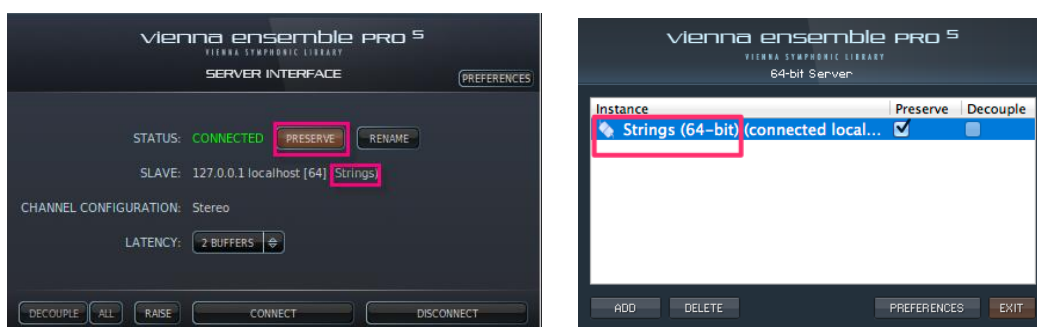 vienna ensemble PRO 5
VIENNA SYMPHONIC LIBRARY
SERVER INTERFACE
PREFERENCES
STATUS: CONNECTED PRESERVE RENAME
SLAVE: 127.0.0.1 localhost [64] Strings)
CHANNEL CONFIGURATION: Stereo
LATENCY: 2 BUFFERS
DECOUPLE ALL RAISE CONNECT DISCONNECT
vienna ensemble PRO 5
VIENNA SYMPHONIC LIBRARY
64-bit Server
Instance Preserve Decouple
Strings (64-bit) (connected local...
ADD DELETE PREFERENCES EXIT